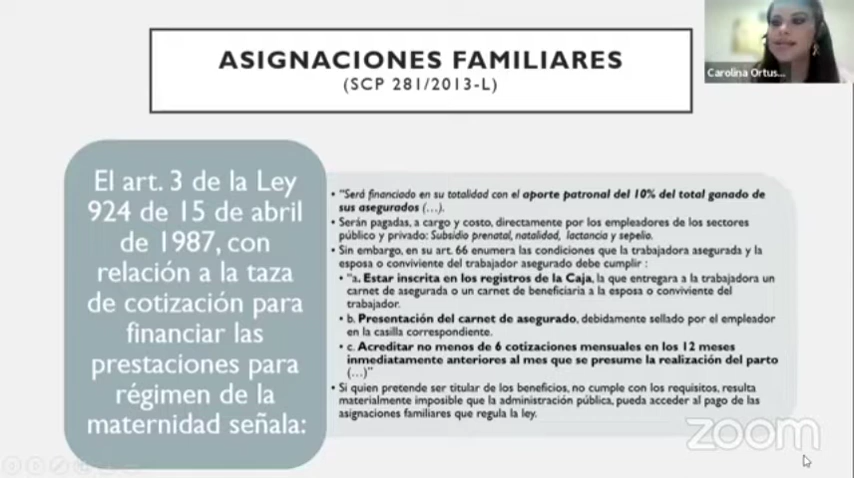 ASIGNACIONES FAMILIARES
(SCP 281/2013-L)
Carolina Ortus...
El art. 3 de la Ley
924 de 15 de abril
de 1987, con
relación a la taza
de cotización para
financiar las
prestaciones para
régimen de la
maternidad señala:
• "Será financiado en su totalidad con el aporte patronal del 10% del total ganado de
sus asegurados (...).
• Serán pagadas, a cargo y costo, directamente por los empleadores de los sectores
público y privado: Subsidio prenatal, natalidad, lactancia y sepelio.
• Sin embargo, en su art. 66 enumera las condiciones que la trabajadora asegurada y la
esposa o conviviente del trabajador asegurado debe cumplir :
• "a. Estar inscrita en los registros de la Caja, la que entregara a la trabajadora un
carnet de asegurada o un carnet de beneficiaria a la esposa o conviviente del
trabajador.
• b. Presentación del carnet de asegurado, debidamente sellado por el empleador
en la casilla correspondiente.
• c. Acreditar no menos de 6 cotizaciones mensuales en los 12 meses
inmediatamente anteriores al mes que se presume la realización del parto
(...)"
• Si quien pretende ser titular de los beneficios, no cumple con los requisitos, resulta
materialmente imposible que la administración pública, pueda acceder al pago de las
asignaciones familiares que regula la ley.
zoom